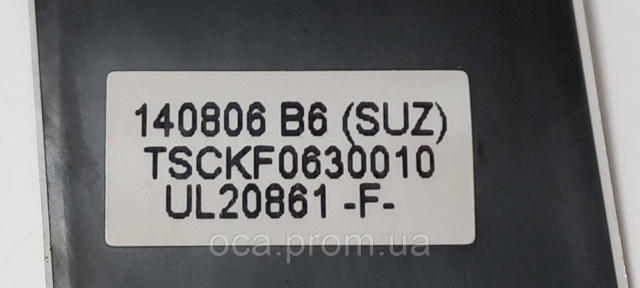 140806 B6 (SUZ)
TSCKF0630010
UL20861 -F-
oca.prom.ua